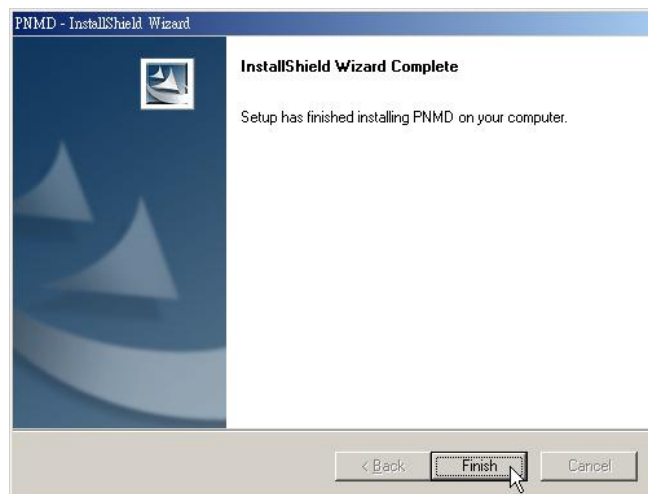 PNMD - InstallShield Wizard
InstallShield Wizard Complete
Setup has finished installing PNMD on your computer.
< Back
Finish
Cancel